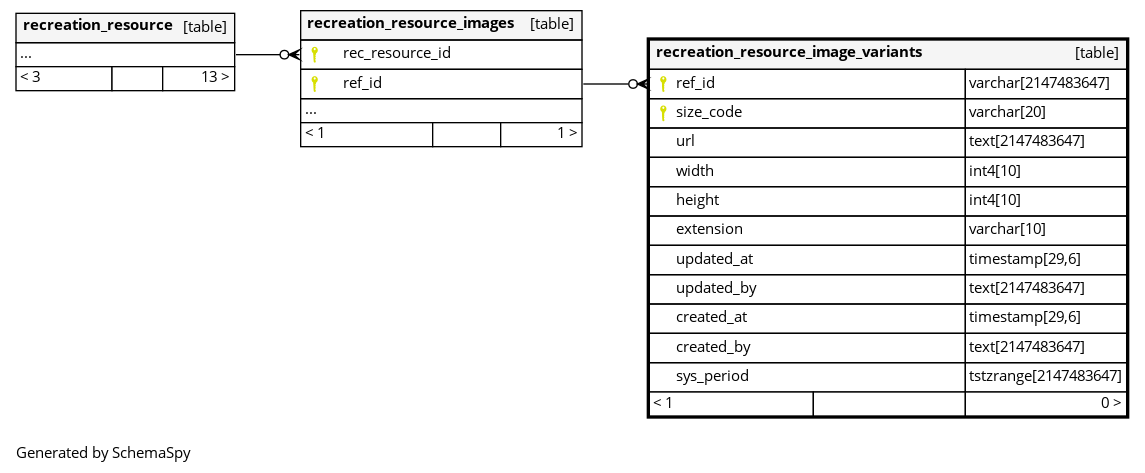 recreation_resource [table]
...
< 3 13 >
recreation_resource_images [table]
rec_resource_id
ref_id
...
< 1 1 >
recreation_resource_image_variants [table]
ref_id varchar[2147483647]
size_code varchar[20]
url text[2147483647]
width int4[10]
height int4[10]
extension varchar[10]
updated_at timestamp[29,6]
updated_by text[2147483647]
created_at timestamp[29,6]
created_by text[2147483647]
sys_period tstzrange[2147483647]
< 1 0 >
Generated by SchemaSpy